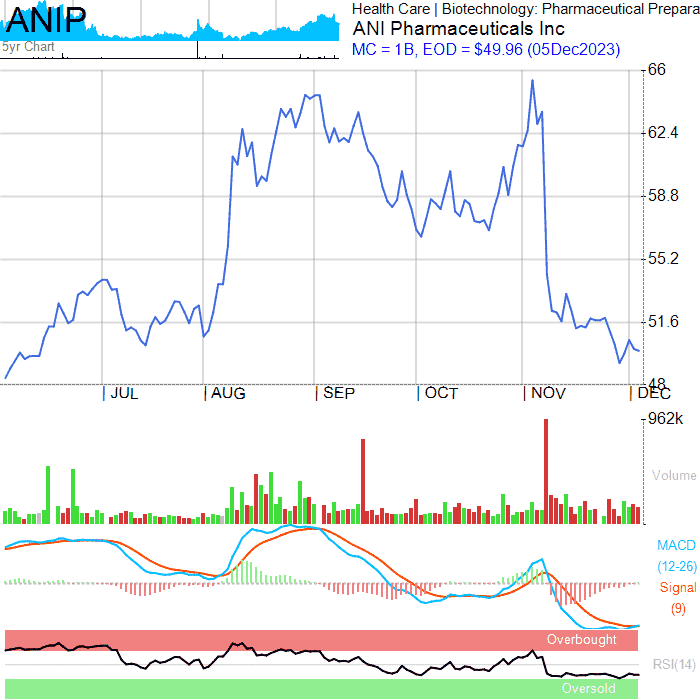 ANIP
5yr Chart
Health Care | Biotechnology: Pharmaceutical Prepara
ANI Pharmaceuticals Inc
MC = 1B, EOD = $49.96 (05Dec2023)
66
62.4
58.8
55.2
51.6
48
| JUL | AUG | SEP | OCT | NOV | DEC
962k
Volume
MACD
(12-26)
Signal
(9)
Overbought
RSI(14)
Oversold